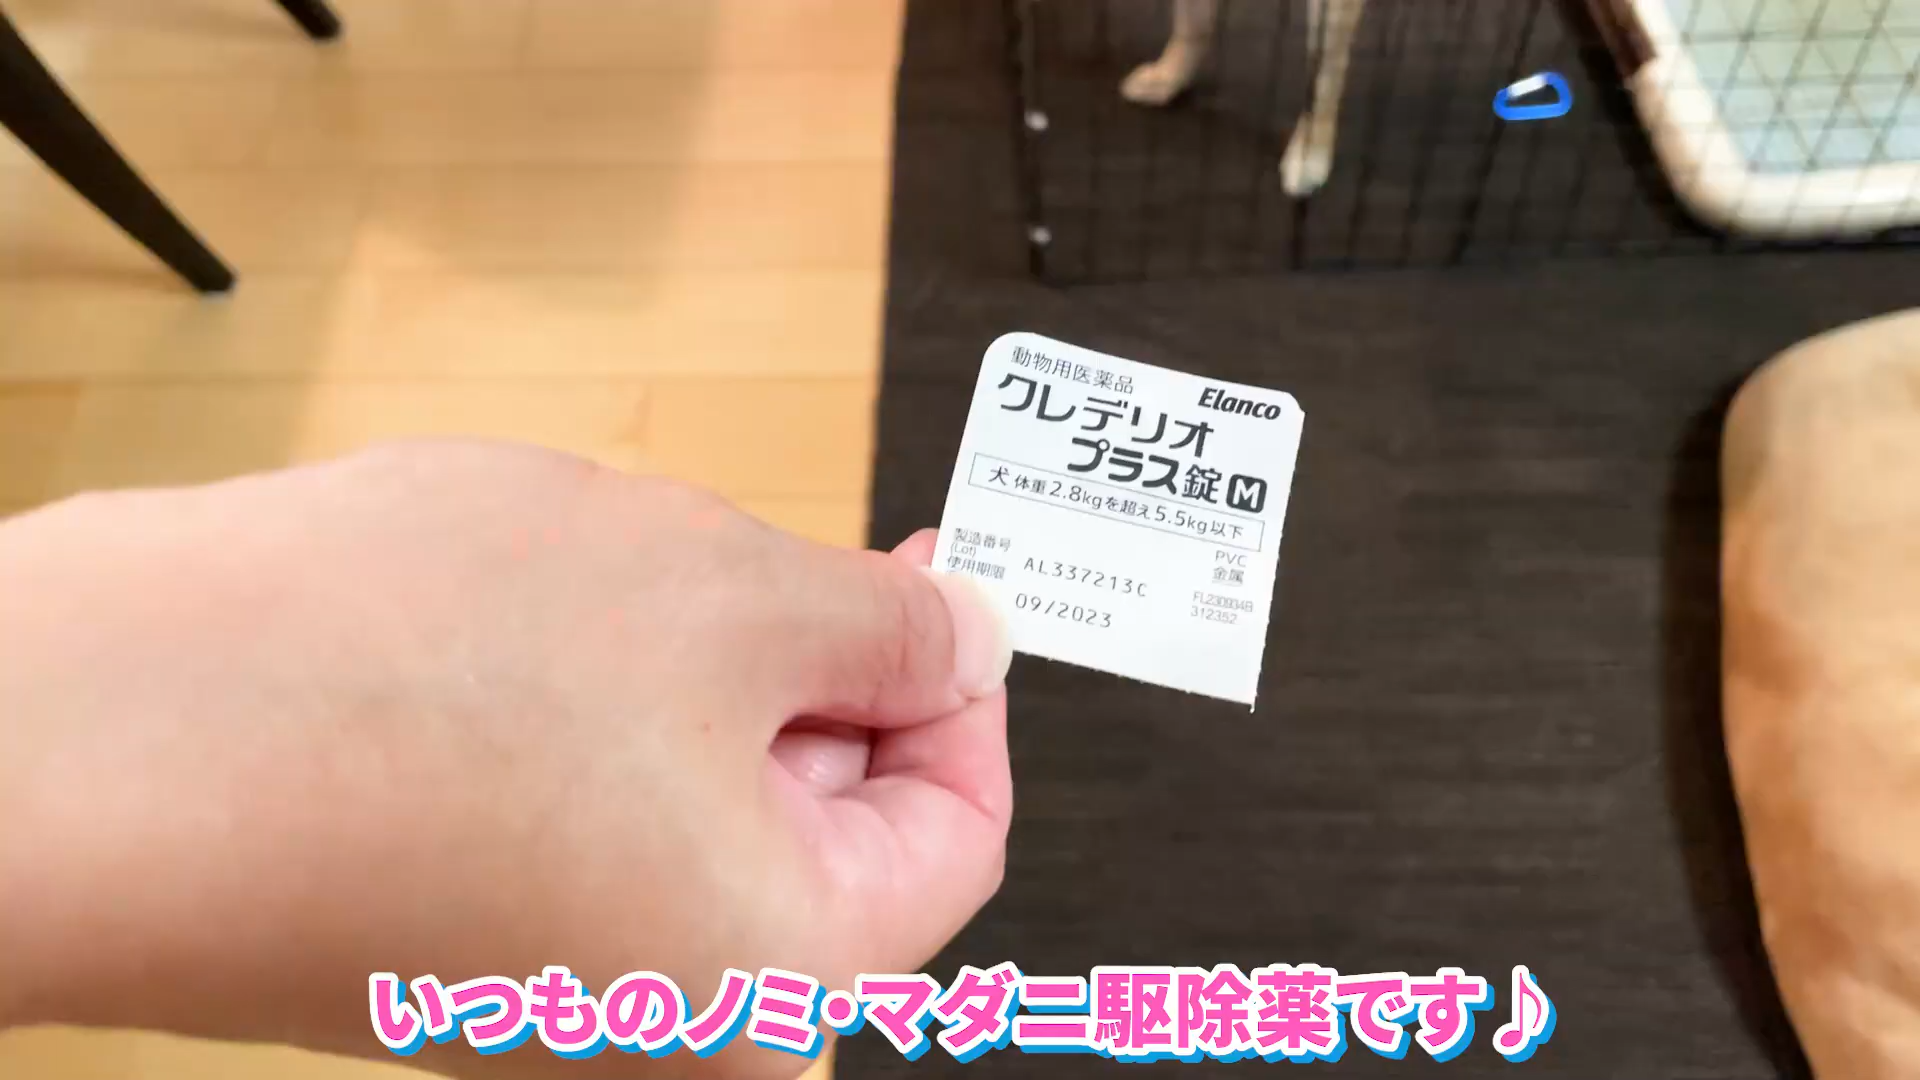 動物用医薬品
Elanco
クレデリオ
プラス錠 M
犬 体重2.8kgを超え5.5kg以下
製造番号
(Lot)
AL337213C
使用期限
09/2023
PVC
金属
FL230934B
312352
いつものノミ・マダニ駆除薬です♪